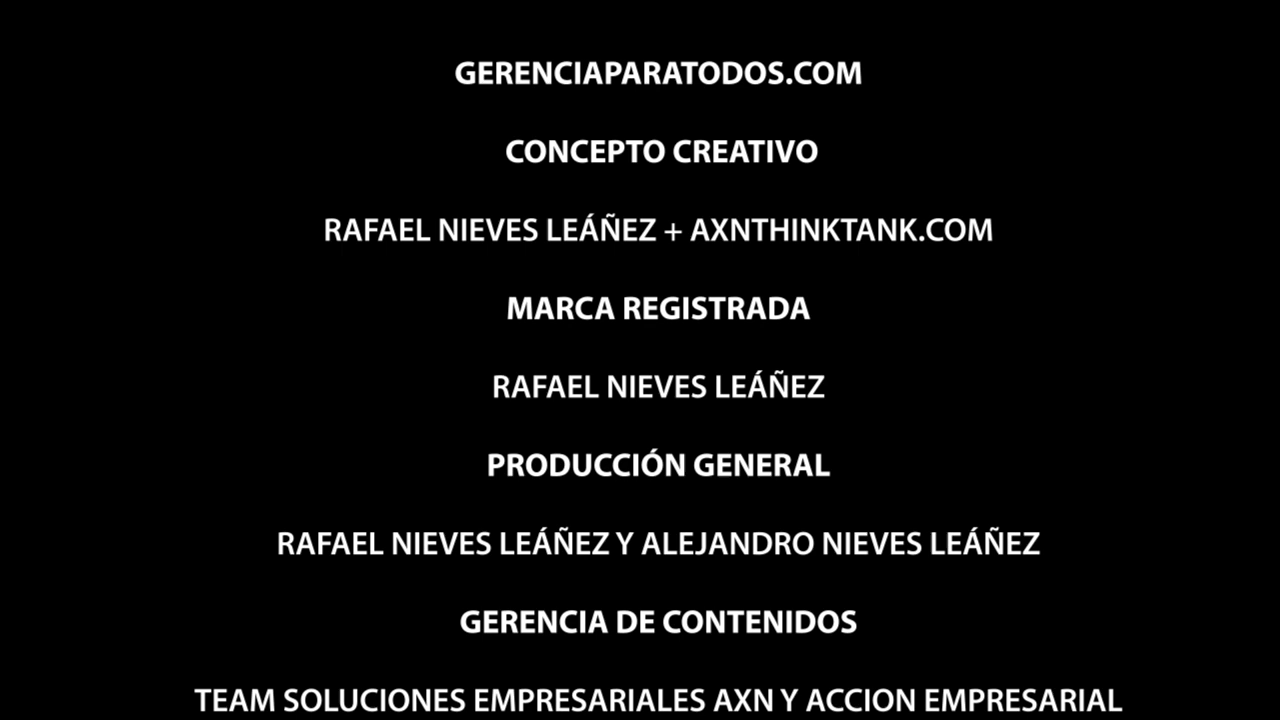 GERENCIAPARATODOS.COM
CONCEPTO CREATIVO
RAFAEL NIEVES LEÁÑEZ + AXNTHINKTANK.COM
MARCA REGISTRADA
RAFAEL NIEVES LEÁÑEZ
PRODUCCIÓN GENERAL
RAFAEL NIEVES LEÁÑEZ Y ALEJANDRO NIEVES LEÁÑEZ
GERENCIA DE CONTENIDOS
TEAM SOLUCIONES EMPRESARIALES AXN Y ACCION EMPRESARIAL